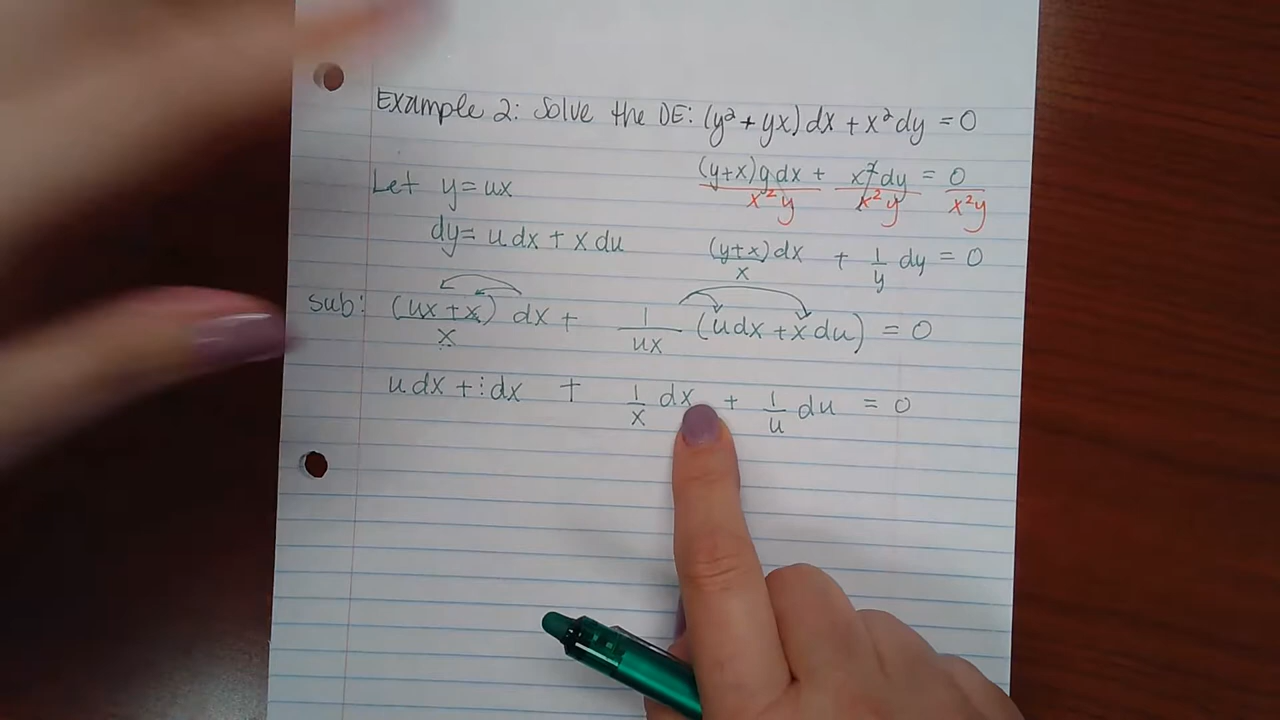 Example 2: Solve the DE: (y² + yx) dx + x² dy = 0
(y+x)y dx / x²y + x² dy / x²y = 0 / x²y
Let y = ux
dy = u dx + x du
(y+x) dx / x + 1/y dy = 0
Sub: (ux + x) / x dx + 1/ux (u dx + x du) = 0
u dx + 1 dx + 1/x dx + 1/u du = 0